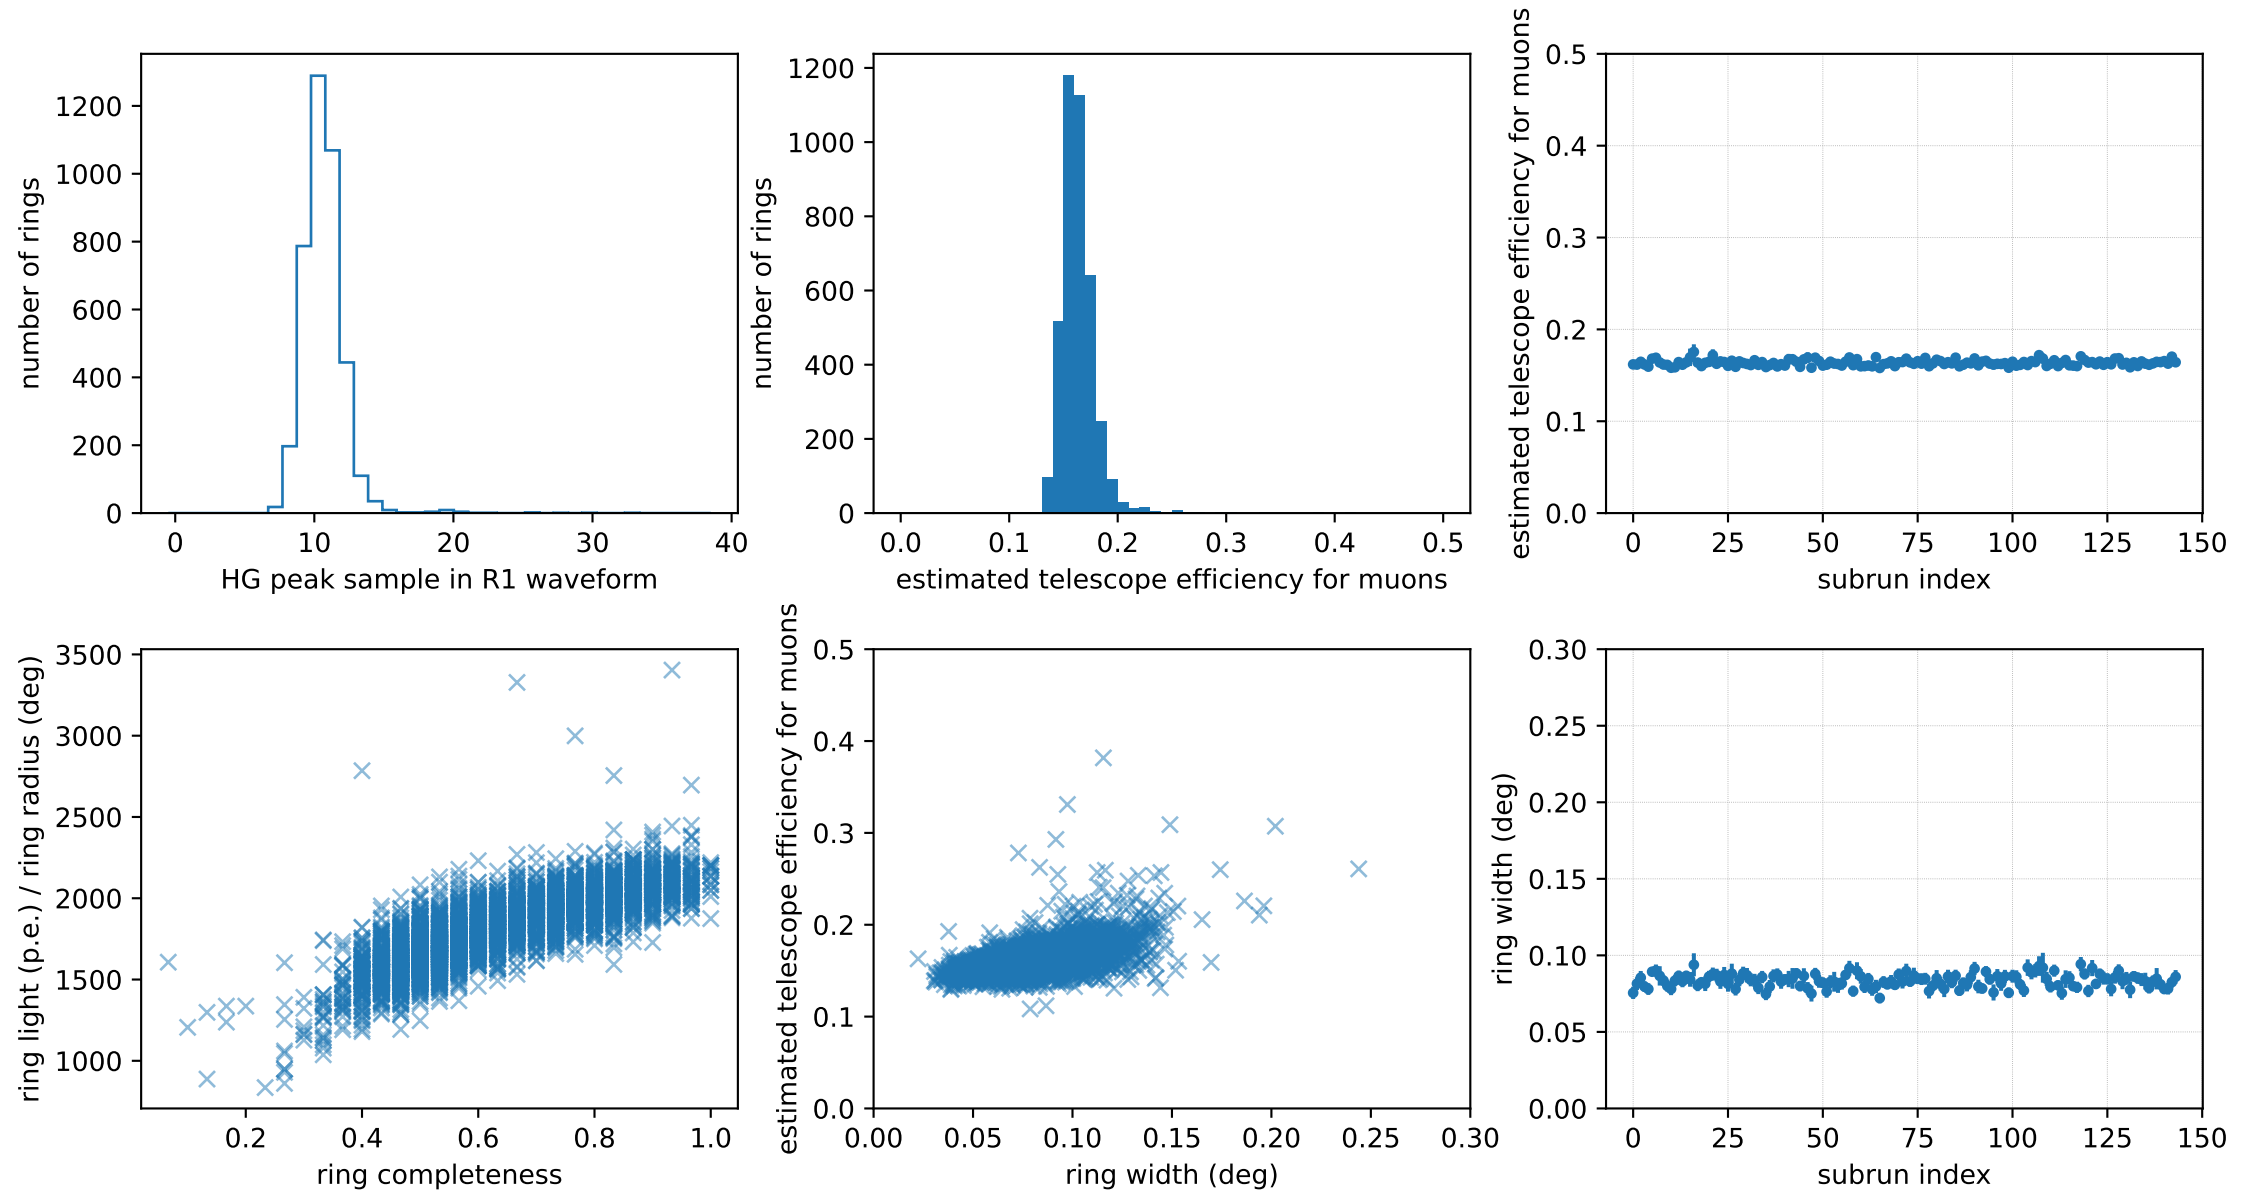 number of rings
1200
1000
800
600
400
200
0
0 10 20 30 40
HG peak sample in R1 waveform
number of rings
1200
1000
800
600
400
200
0
0.0 0.1 0.2 0.3 0.4 0.5
estimated telescope efficiency for muons
estimated telescope efficiency for muons
0.5
0.4
0.3
0.2
0.1
0.0
0 25 50 75 100 125 150
subrun index
ring light (p.e.) / ring radius (deg)
3500
3000
2500
2000
1500
1000
0.2 0.4 0.6 0.8 1.0
ring completeness
estimated telescope efficiency for muons
0.5
0.4
0.3
0.2
0.1
0.0
0.00 0.05 0.10 0.15 0.20 0.25 0.30
ring width (deg)
ring width (deg)
0.30
0.25
0.20
0.15
0.10
0.05
0.00
0 25 50 75 100 125 150
subrun index